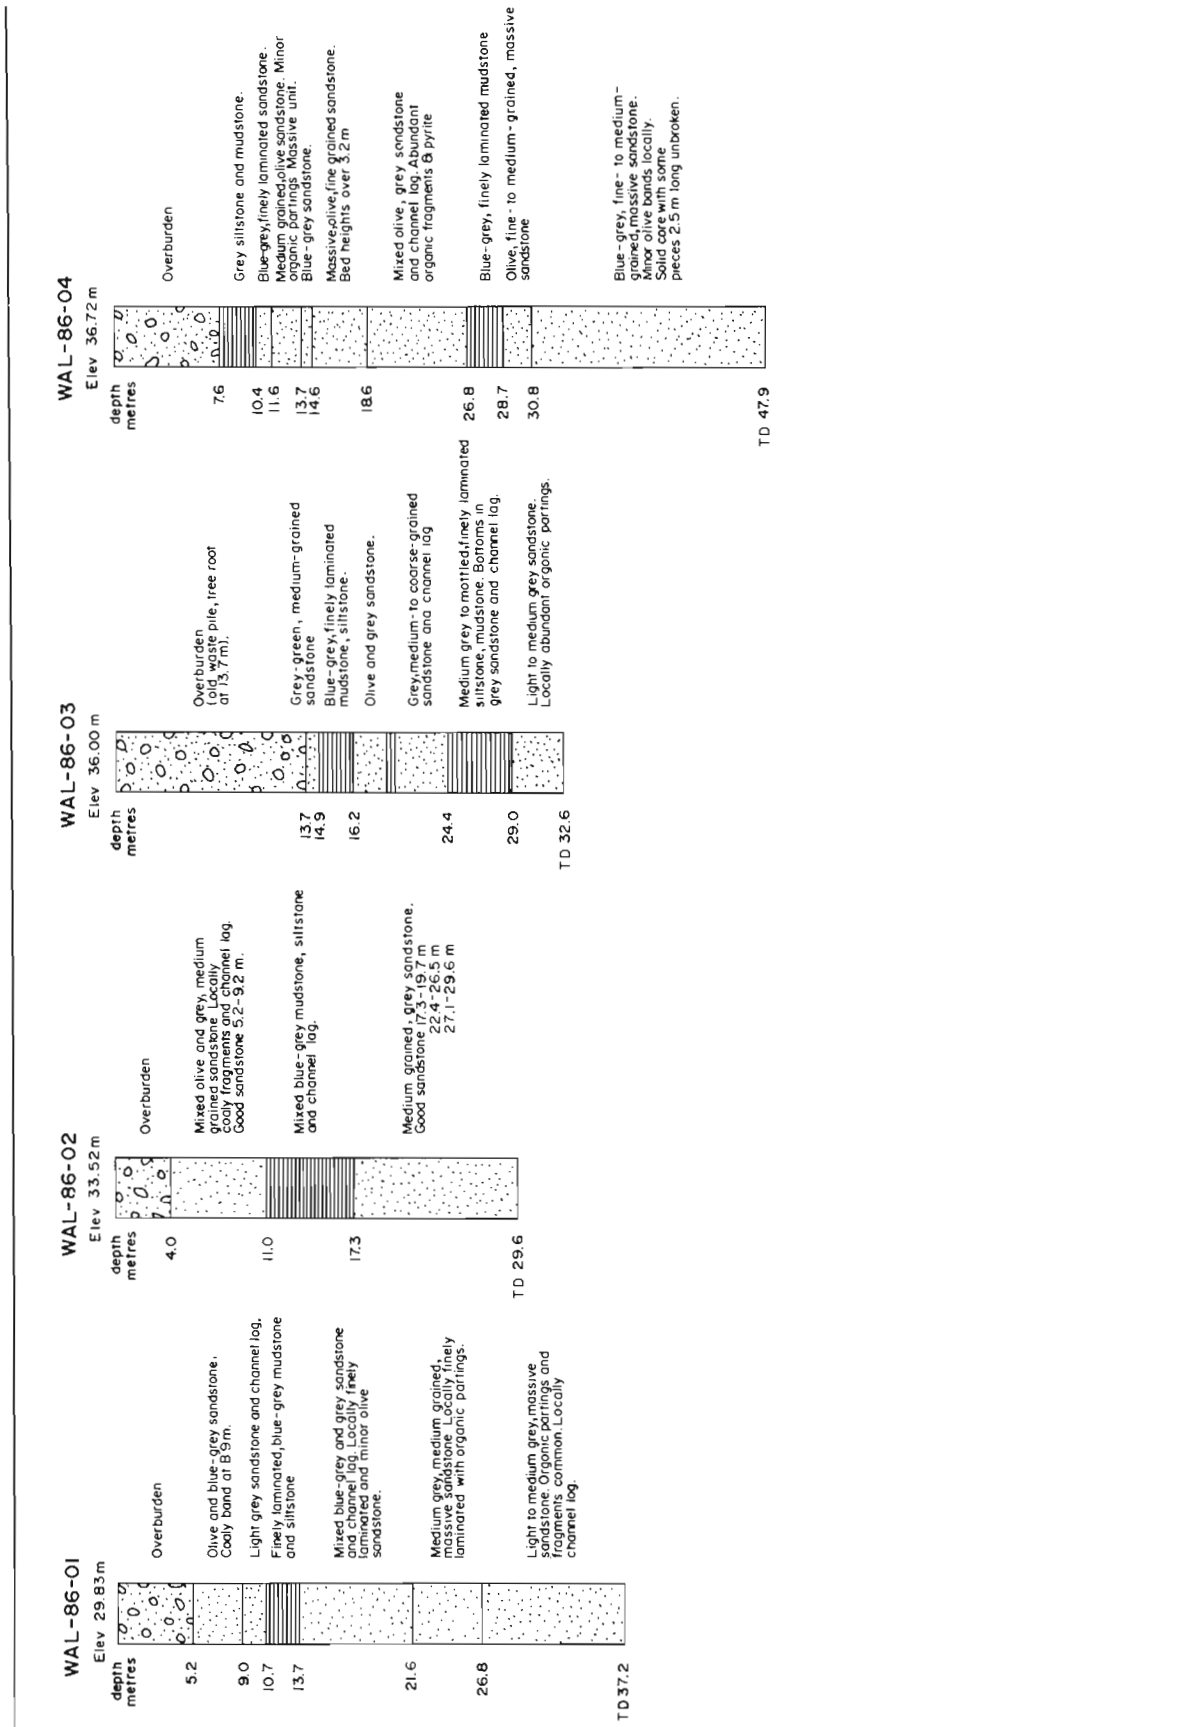 WAL-86-01
Elev 29.83m
depth
metres
Overburden
5.2
Olive and blue-grey sandstone.
Coaly band at 8 9m.
9.0
Light grey sandstone and channel lag.
10.7
Finely laminated, blue-grey mudstone
and siltstone
13.7
Mixed blue-grey and grey sandstone
and channel lag. Locally finely
laminated and minor olive
sandstone.
21.6
Medium grey, medium grained,
massive sandstone Locally finely
laminated with organic partings.
26.8
Light to medium grey, massive
sandstone. Organic partings and
fragments common. Locally
channel lag.
TD 37.2
WAL-86-02
Elev 33.52m
depth
metres
Overburden
4.0
Mixed olive and grey, medium
grained sandstone Locally
coaly fragments and channel lag.
Good sandstone 5.2-9.2 m.
11.0
Mixed blue-grey mudstone, siltstone
and channel lag.
17.3
Medium grained, grey sandstone.
Good sandstone 17.3-19.7 m
22.4-26.5 m
27.1-29.6 m
TD 29.6
WAL-86-03
Elev 36.00 m
depth
metres
Overburden
(old waste pile, tree root
at 13.7 m).
13.7
Grey-green, medium-grained
sandstone
14.9
Blue-grey, finely laminated
mudstone, siltstone.
16.2
Olive and grey sandstone.
Grey, medium- to coarse-grained
sandstone and channel lag
24.4
Medium grey to mottled, finely laminated
siltstone, mudstone. Bottoms in
grey sandstone and channel lag.
29.0
Light to medium grey sandstone.
Locally abundant organic partings.
TD 32.6
WAL-86-04
Elev 36.72 m
depth
metres
Overburden
7.6
Grey siltstone and mudstone.
10.4
Blue-grey, finely laminated sandstone.
11.6
Medium grained, olive sandstone. Minor
organic partings Massive unit.
13.7
Blue-grey sandstone.
14.6
Massive, olive, fine grained sandstone.
Bed heights over 3.2 m
18.6
Mixed olive, grey sandstone
and channel lag. Abundant
organic fragments & pyrite
26.8
Blue-grey, finely laminated mudstone
28.7
Olive, fine- to medium-grained, massive
sandstone
30.8
Blue-grey, fine- to medium-
grained, massive sandstone.
Minor olive bands locally.
Solid core with some
pieces 2.5 m long unbroken.
TD 47.9